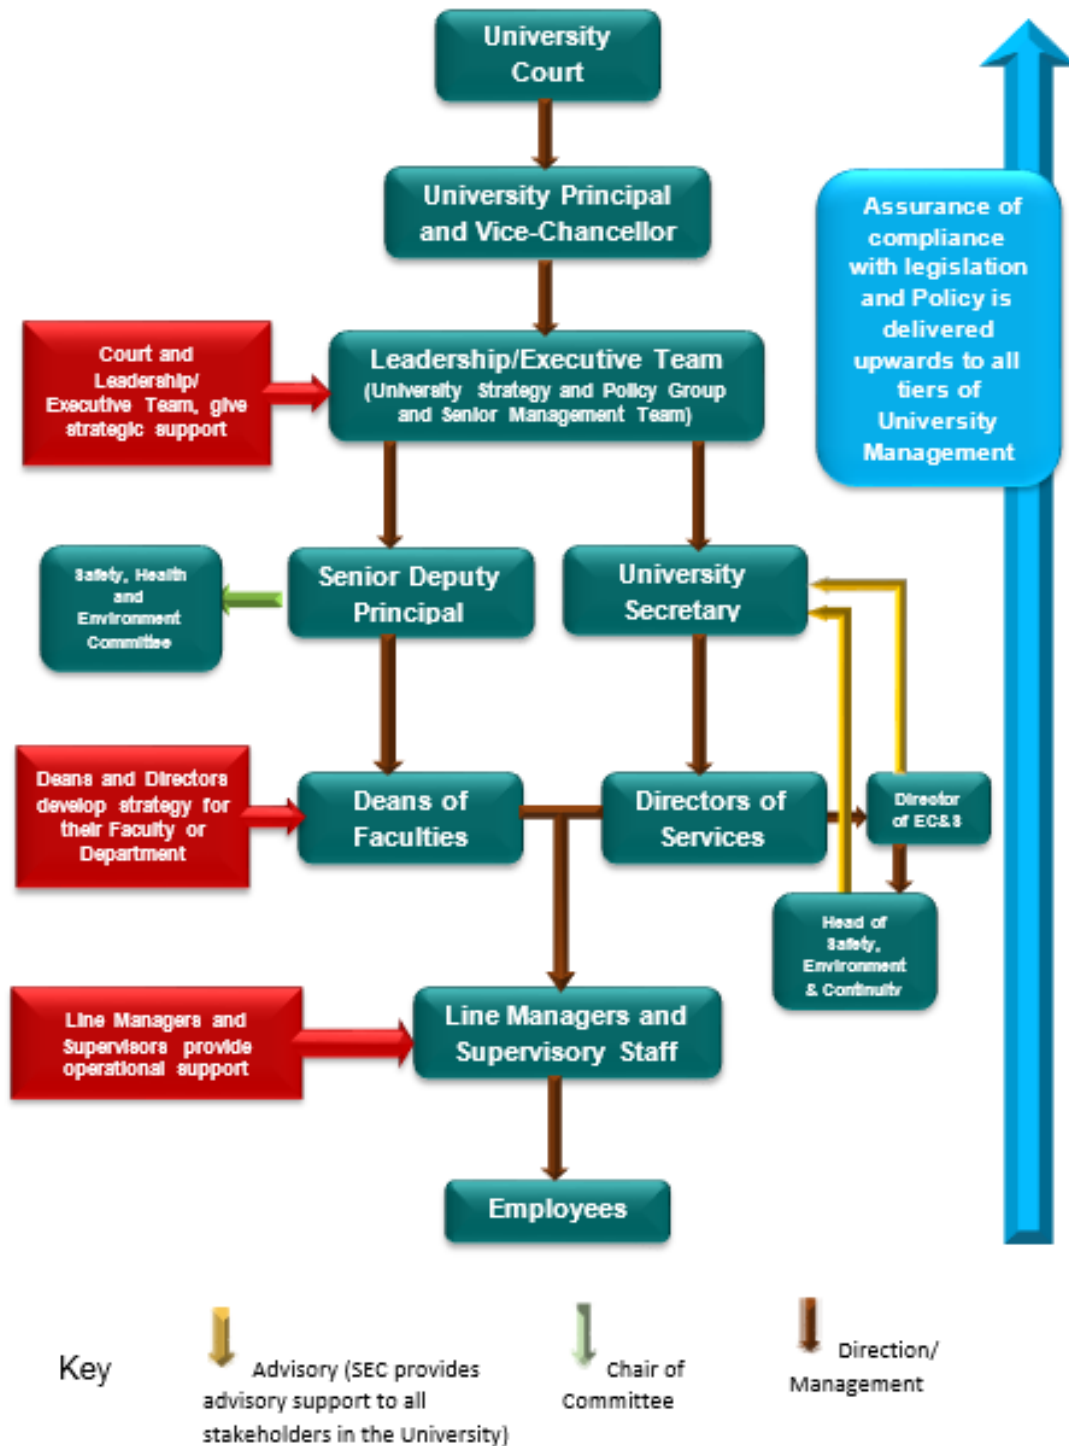 University
Court
University Principal
and Vice-Chancellor
Assurance of
compliance
with legislation
and Policy is
delivered
upwards to all
tiers of
University
Management
Court and
Leadership/
Executive Team, give
strategic support
Leadership/Executive Team
(University Strategy and Policy Group
and Senior Management Team)
Safety, Health
and
Environment
Committee
Senior Deputy
Principal
University
Secretary
Deans and Directors
develop strategy for
their Faculty or
Department
Deans of
Faculties
Directors of
Services
Director
of EC&S
Head of
Safety,
Environment
& Continuity
Line Managers and
Supervisors provide
operational support
Line Managers and
Supervisory Staff
Employees
Key
Advisory (SEC provides
advisory support to all
stakeholders in the University)
Chair of
Committee
Direction/
Management